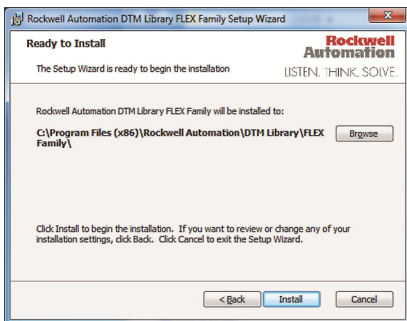 Rockwell Automation DTM Library FLEX Family Setup Wizard
Ready to Install
The Setup Wizard is ready to begin the installation
Rockwell
Automation
LISTEN. THINK. SOLVE.
Rockwell Automation DTM Library FLEX Family will be installed to:
C:\Program Files (x86)\Rockwell Automation\DTM Library\FLEX
Family\
Browse
Click Install to begin the installation. If you want to review or change any of your
installation settings, click Back. Click Cancel to exit the Setup Wizard.
< Back
Install
Cancel